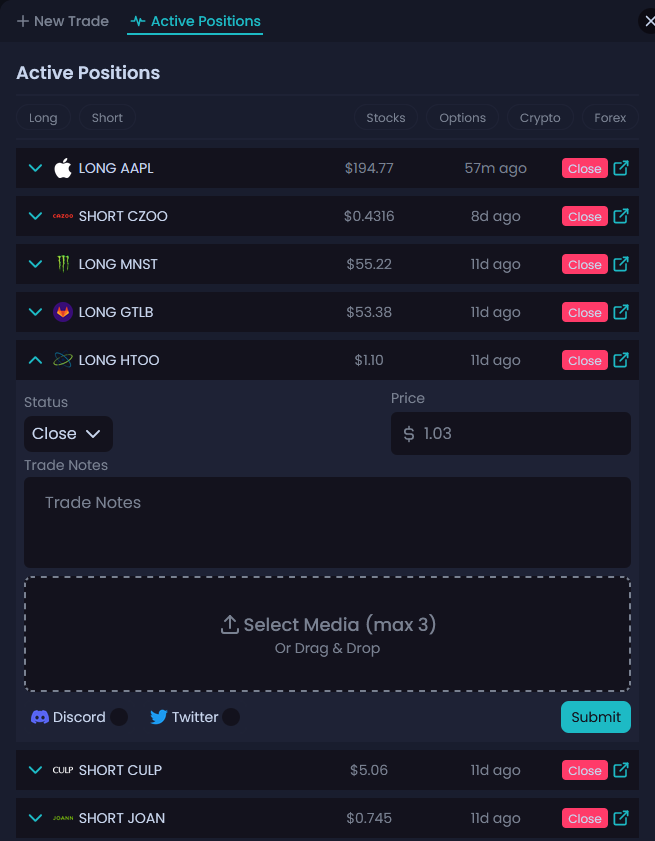 New Trade Active Positions
Active Positions
Long Short Stocks Options Crypto Forex
LONG AAPL $194.77 57m ago Close
CAZOO SHORT CZOO $0.4316 8d ago Close
LONG MNST $55.22 11d ago Close
LONG GTLB $53.38 11d ago Close
LONG HTOO $1.10 11d ago Close
Status Price
Close $ 1.03
Trade Notes
Trade Notes
Select Media (max 3)
Or Drag & Drop
Discord Twitter Submit
CULP SHORT CULP $5.06 11d ago Close
JOANN SHORT JOAN $0.745 11d ago Close